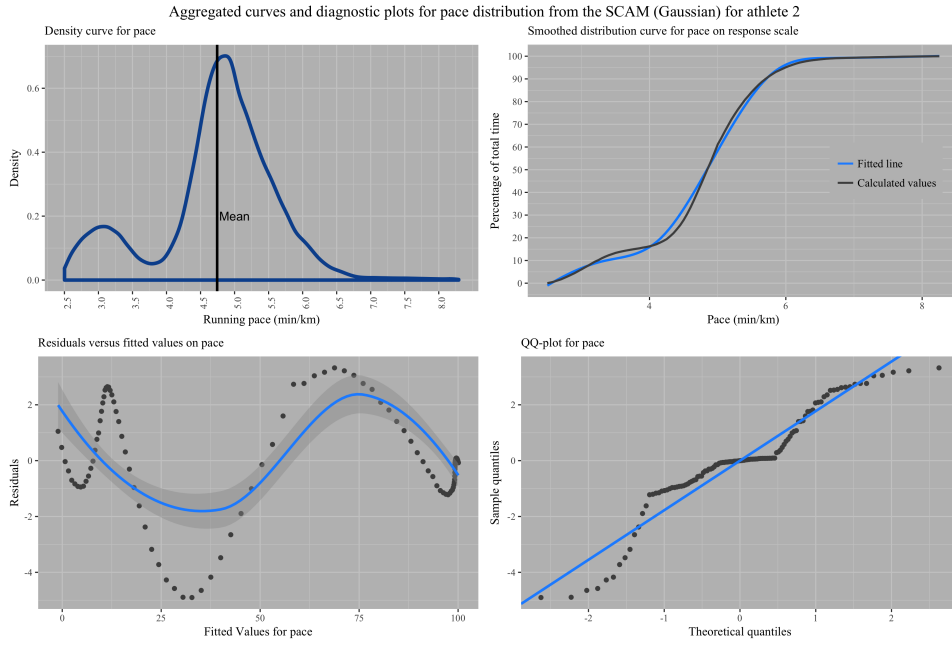 Aggregated curves and diagnostic plots for pace distribution from the SCAM (Gaussian) for athlete 2
Density curve for pace
Density
0.6
0.4
0.2
0.0
Mean
2.5 3.0 3.5 4.0 4.5 5.0 5.5 6.0 6.5 7.0 7.5 8.0
Running pace (min/km)
Smoothed distribution curve for pace on response scale
Percentage of total time
100
90
80
70
60
50
40
30
20
10
0
Fitted line
Calculated values
4 6 8
Pace (min/km)
Residuals versus fitted values on pace
Residuals
2
0
-2
-4
0 25 50 75 100
Fitted Values for pace
QQ-plot for pace
Sample quantiles
2
0
-2
-4
-2 -1 0 1 2
Theoretical quantiles